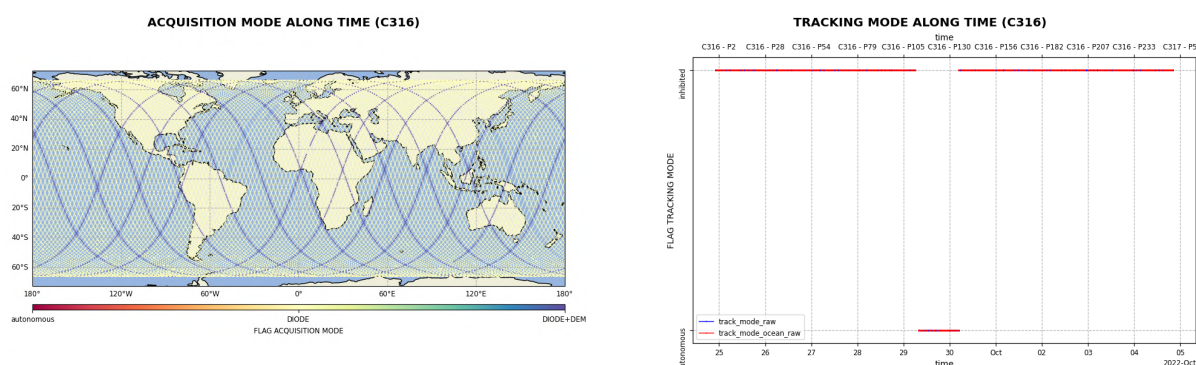 ACQUISITION MODE ALONG TIME (C316)
60°N
40°N
20°N
0°
20°S
40°S
60°S
180° 120°W 60°W 0° 60°E 120°E 180°
autonomous DIODE DIODE+DEM
FLAG ACQUISITION MODE
TRACKING MODE ALONG TIME (C316)
time
C316 - P2 C316 - P28 C316 - P54 C316 - P79 C316 - P105 C316 - P130 C316 - P156 C316 - P182 C316 - P207 C316 - P233 C317 - P5
inhibited
FLAG TRACKING MODE
track_mode_raw
track_mode_ocean_raw
25 26 27 28 29 30 Oct 02 03 04 05
time
2022-Oct